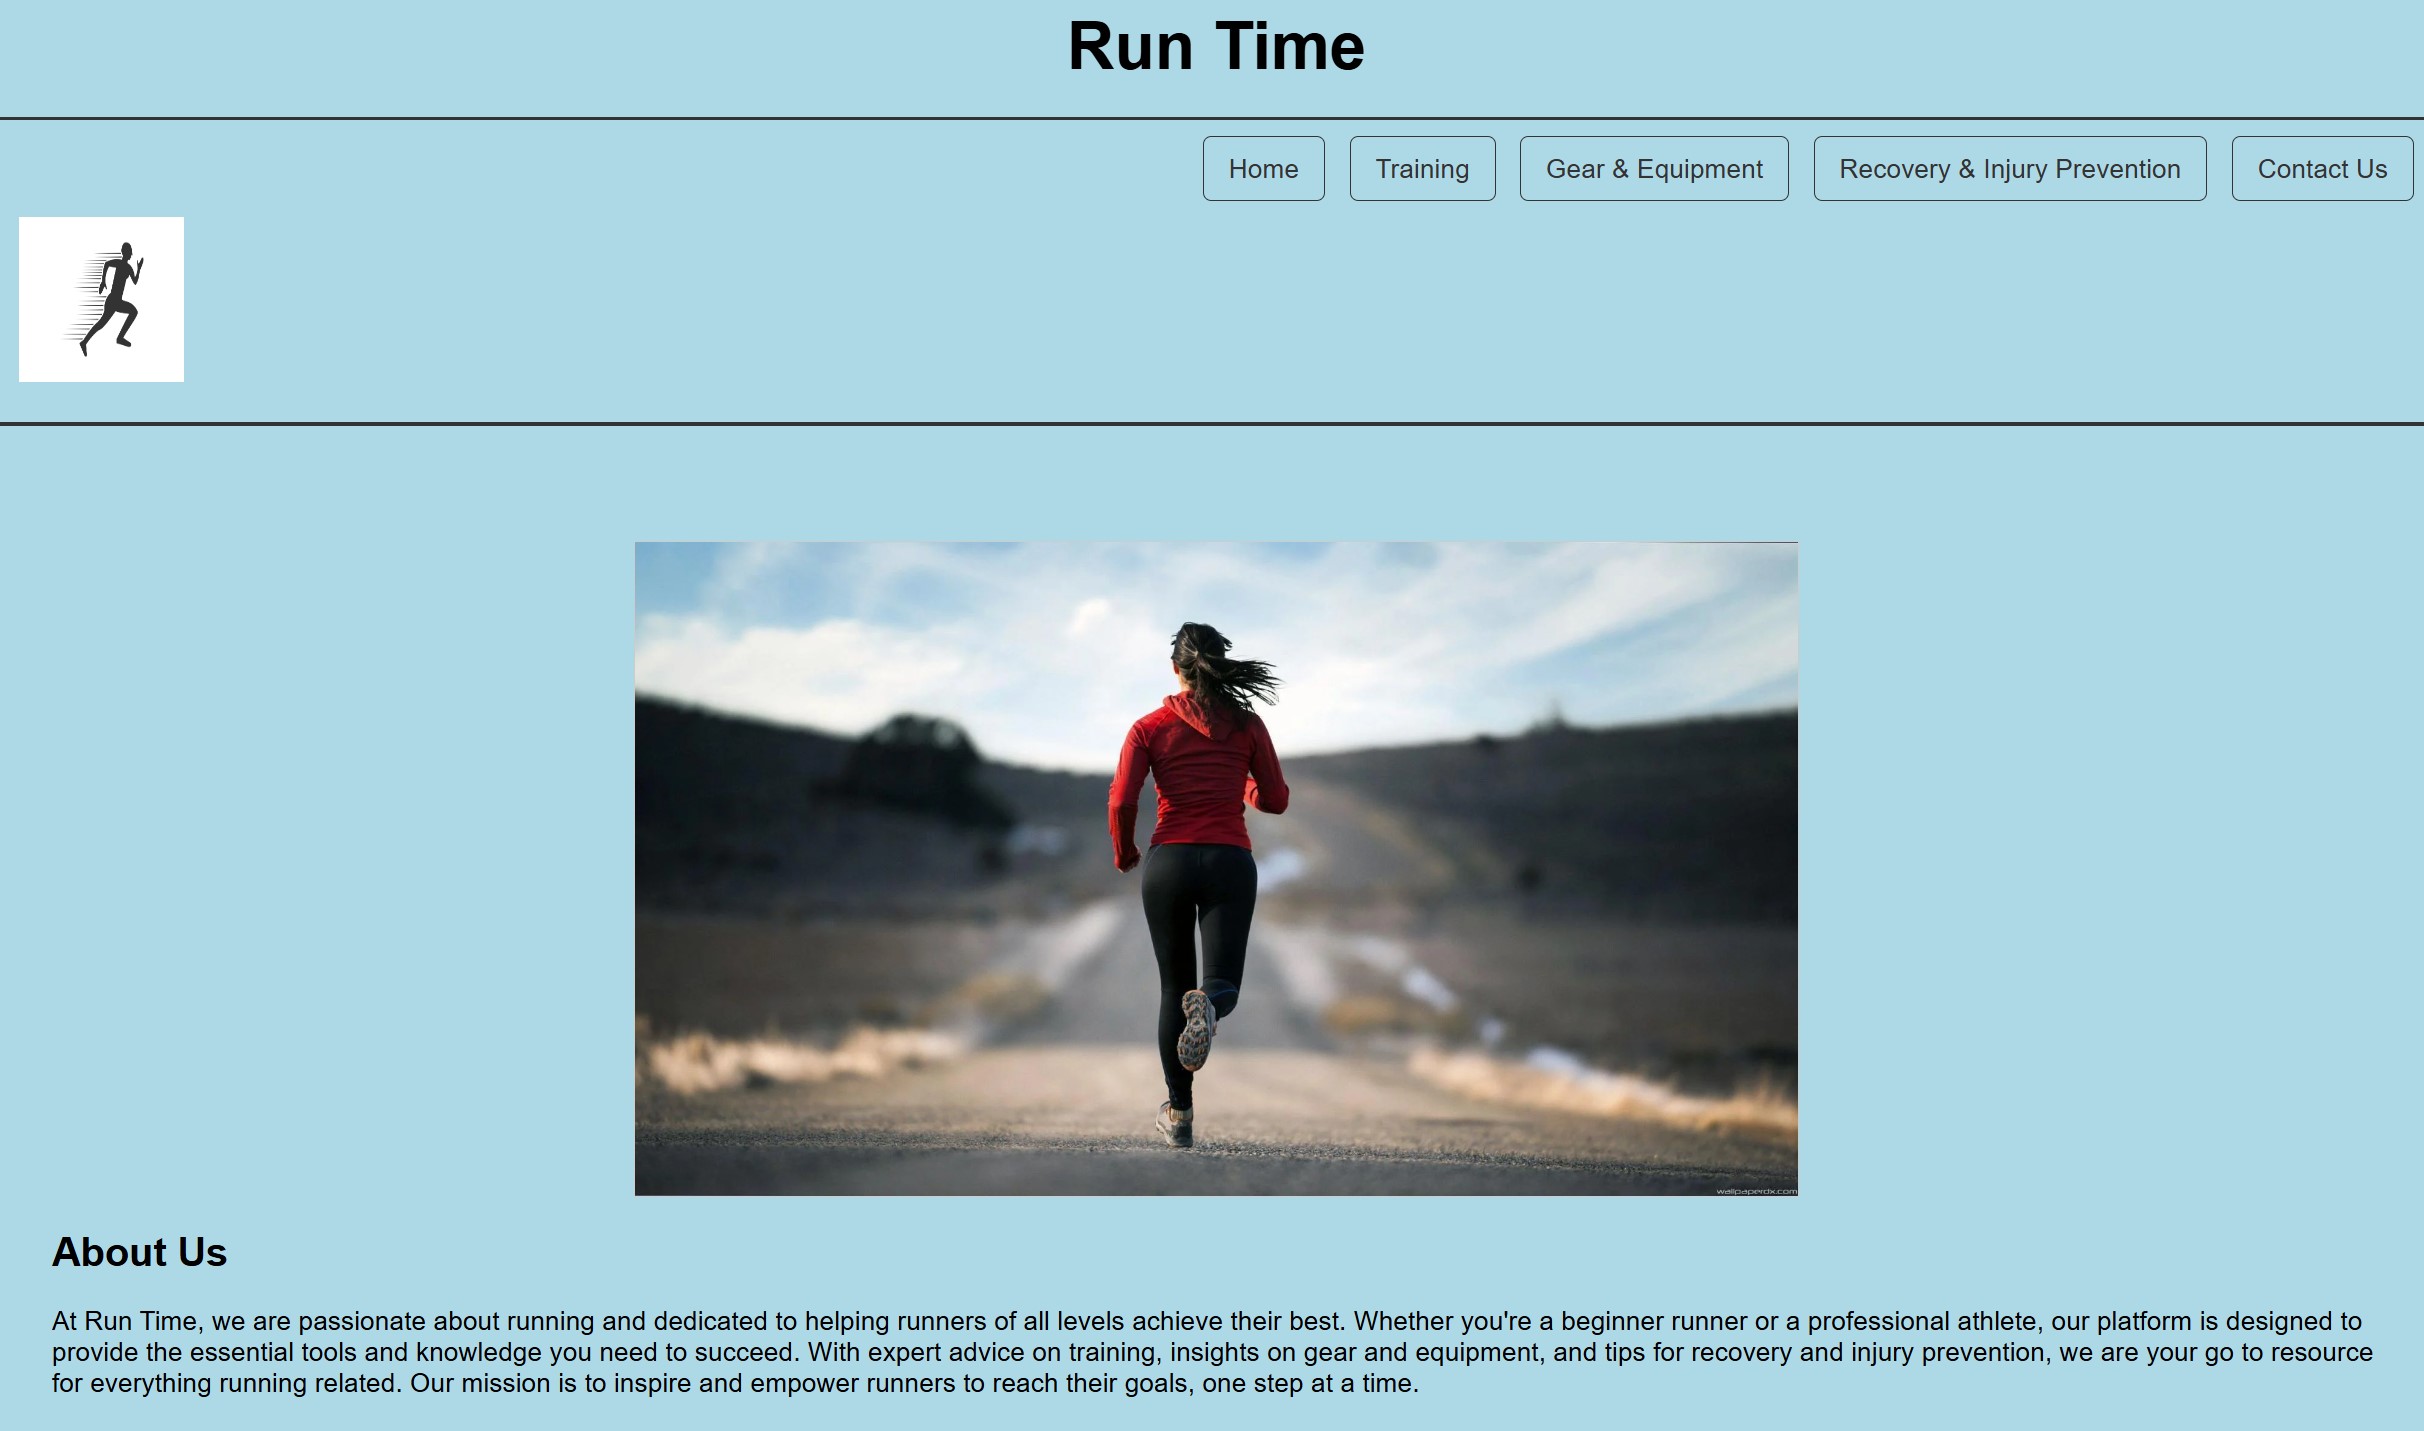 Run Time
Home Training Gear & Equipment Recovery & Injury Prevention Contact Us
wallpaperdx.com
About Us
At Run Time, we are passionate about running and dedicated to helping runners of all levels achieve their best. Whether you're a beginner runner or a professional athlete, our platform is designed to
provide the essential tools and knowledge you need to succeed. With expert advice on training, insights on gear and equipment, and tips for recovery and injury prevention, we are your go to resource
for everything running related. Our mission is to inspire and empower runners to reach their goals, one step at a time.